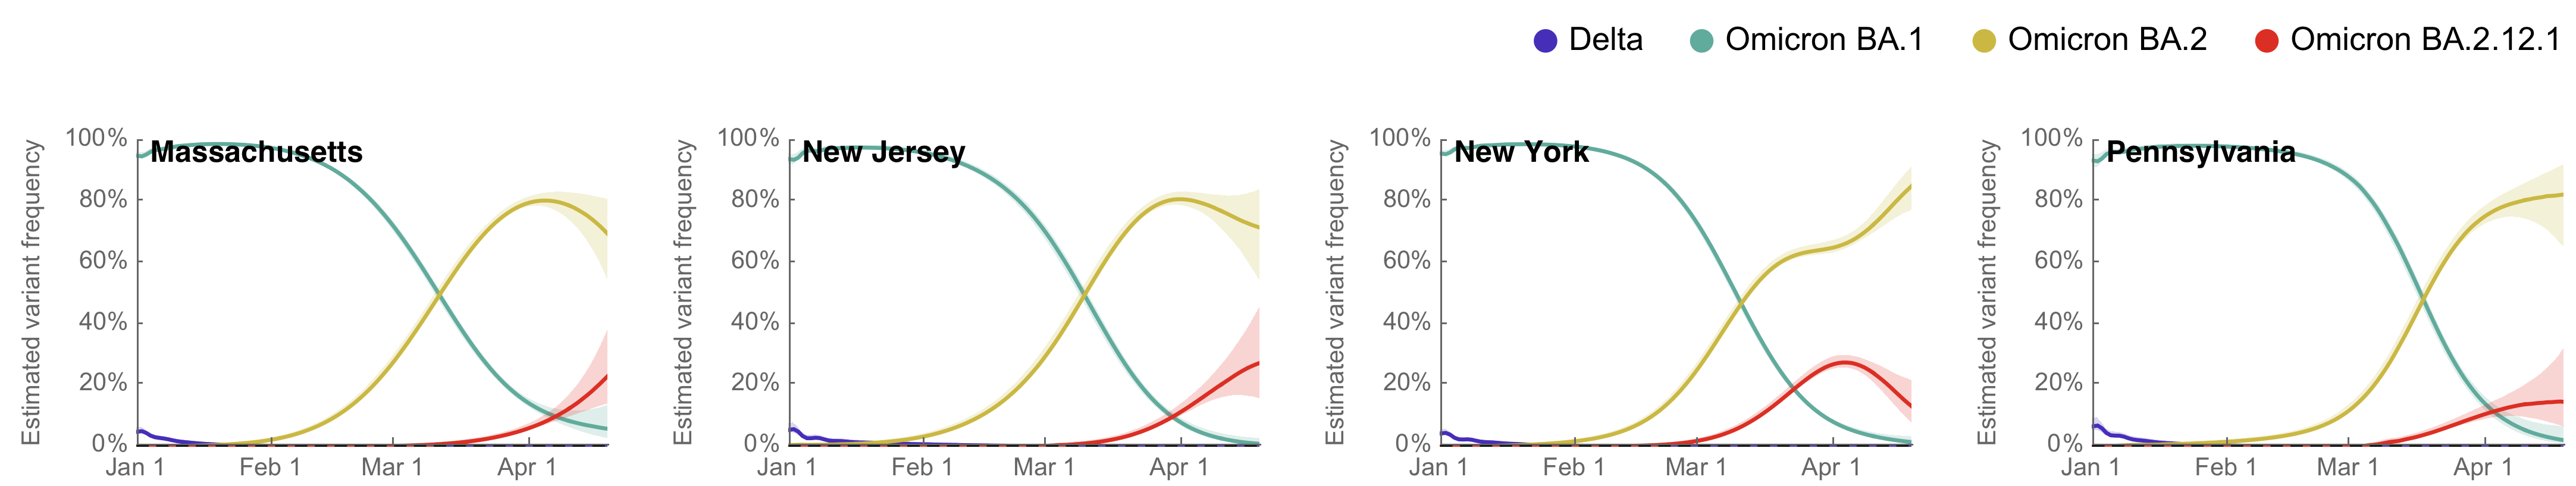 Delta Omicron BA.1 Omicron BA.2 Omicron BA.2.12.1
Estimated variant frequency
100%
80%
60%
40%
20%
0%
Massachusetts
Jan 1 Feb 1 Mar 1 Apr 1
Estimated variant frequency
100%
80%
60%
40%
20%
0%
New Jersey
Jan 1 Feb 1 Mar 1 Apr 1
Estimated variant frequency
100%
80%
60%
40%
20%
0%
New York
Jan 1 Feb 1 Mar 1 Apr 1
Estimated variant frequency
100%
80%
60%
40%
20%
0%
Pennsylvania
Jan 1 Feb 1 Mar 1 Apr 1